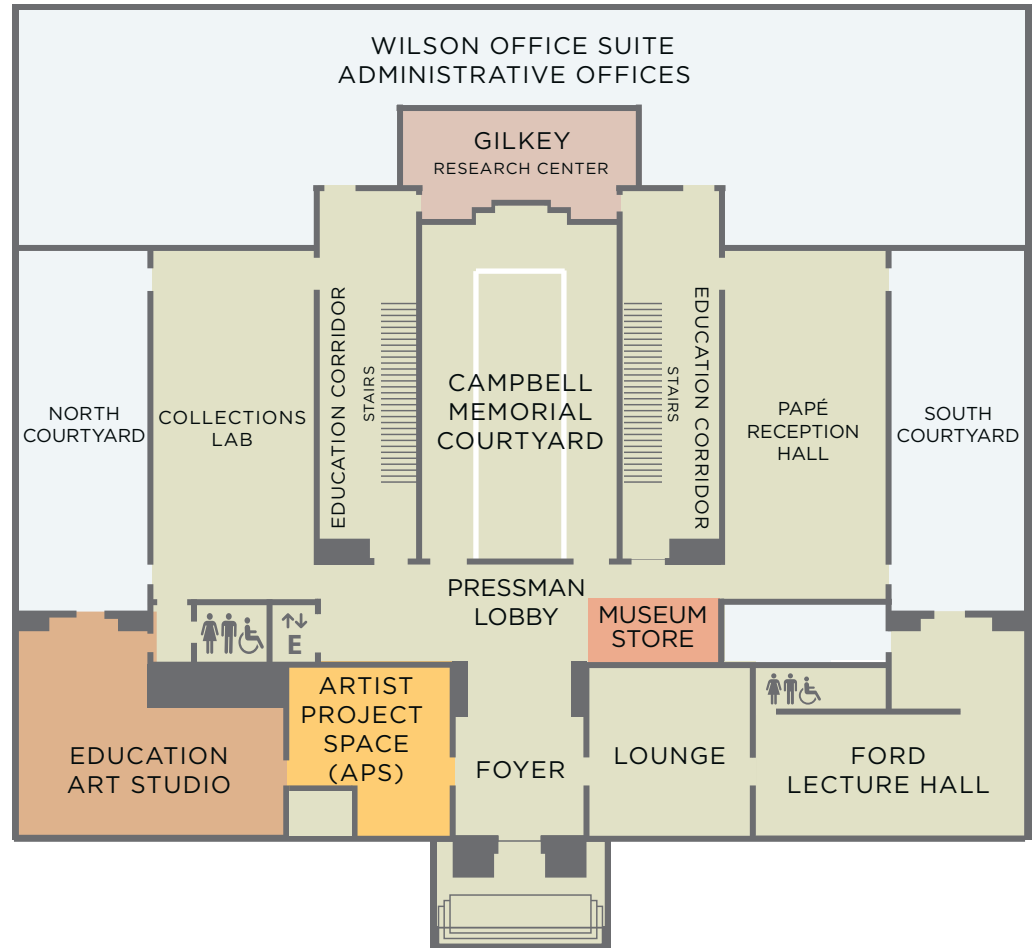 WILSON OFFICE SUITE
ADMINISTRATIVE OFFICES
GILKEY
RESEARCH CENTER
EDUCATION CORRIDOR
STAIRS
CAMPBELL
MEMORIAL
COURTYARD
STAIRS
EDUCATION CORRIDOR
NORTH
COURTYARD
COLLECTIONS
LAB
PAPÉ
RECEPTION
HALL
SOUTH
COURTYARD
PRESSMAN
LOBBY
MUSEUM
STORE
E
ARTIST
PROJECT
SPACE
(APS)
EDUCATION
ART STUDIO
FOYER
LOUNGE
FORD
LECTURE HALL